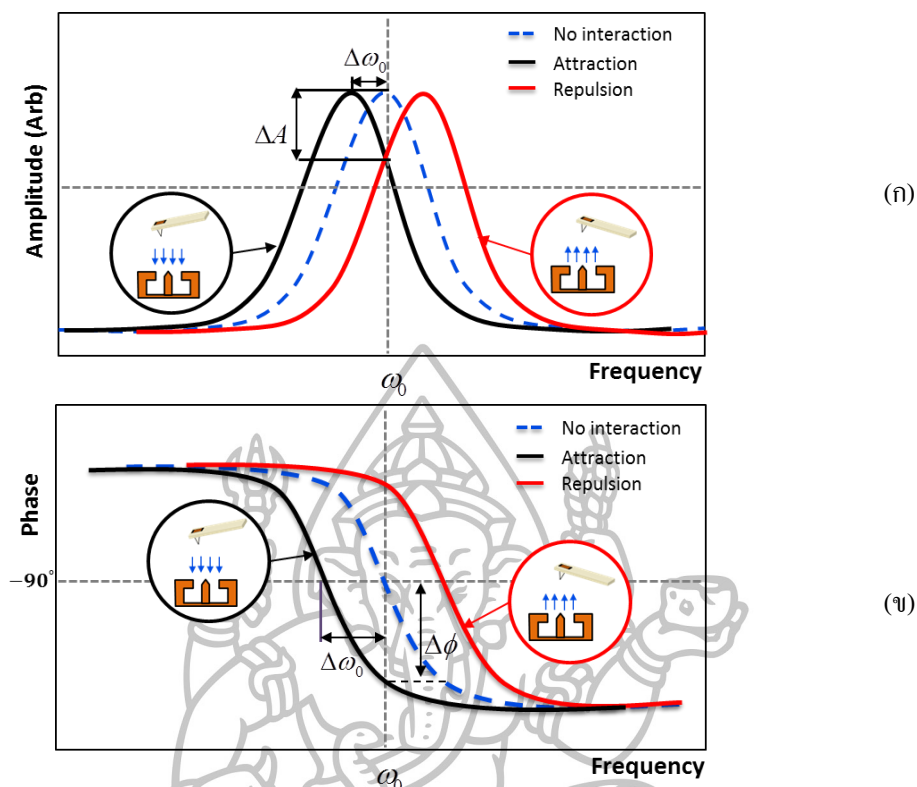 No interaction
Attraction
Repulsion
Δω₀
ΔA
Amplitude (Arb)
(ก)
Frequency
ω₀
No interaction
Attraction
Repulsion
Phase
−90°
(ข)
Δϕ
Δω₀
Frequency
ω₀